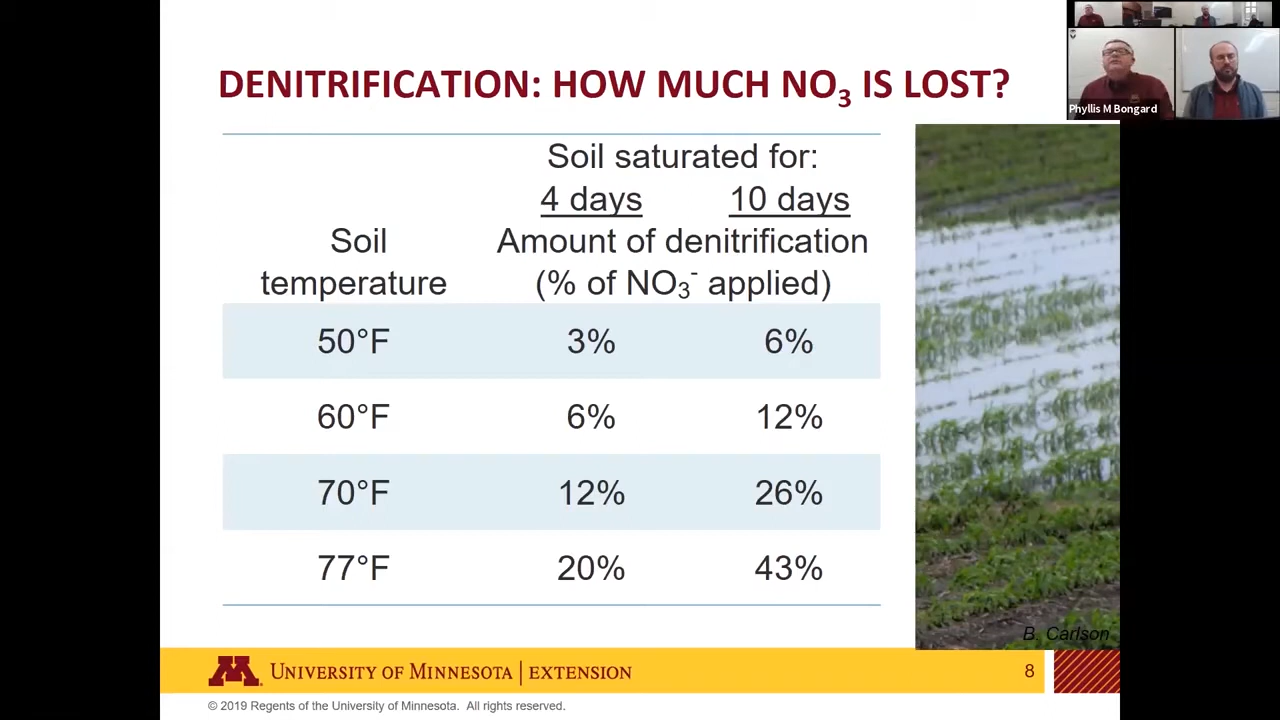 DENITRIFICATION: HOW MUCH NO3 IS LOST?
Phyllis M Bongard
Soil saturated for:
4 days 10 days
Soil temperature
Amount of denitrification
(% of NO3- applied)
50°F 3% 6%
60°F 6% 12%
70°F 12% 26%
77°F 20% 43%
B. Carlson
M UNIVERSITY OF MINNESOTA | EXTENSION
8
© 2019 Regents of the University of Minnesota. All rights reserved.